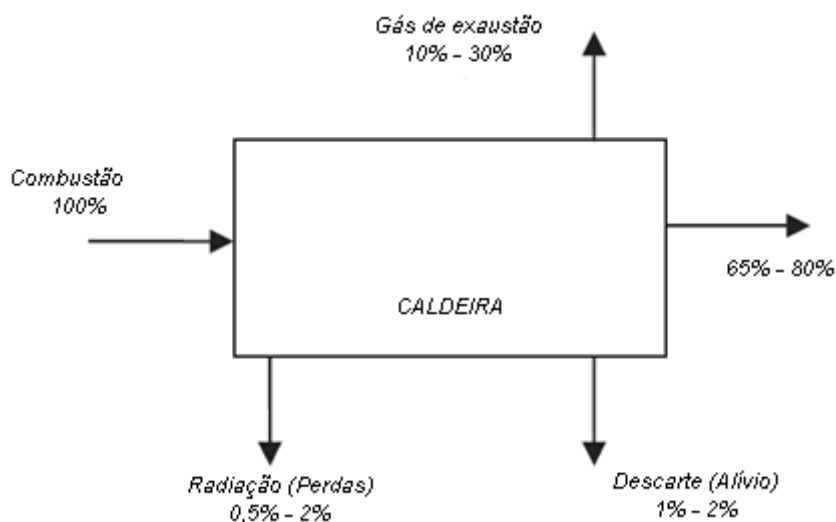 Gás de exaustão
10% - 30%
Combustão
100%
65% - 80%
CALDEIRA
Radiação (Perdas)
0,5% - 2%
Descarte (Alívio)
1% - 2%